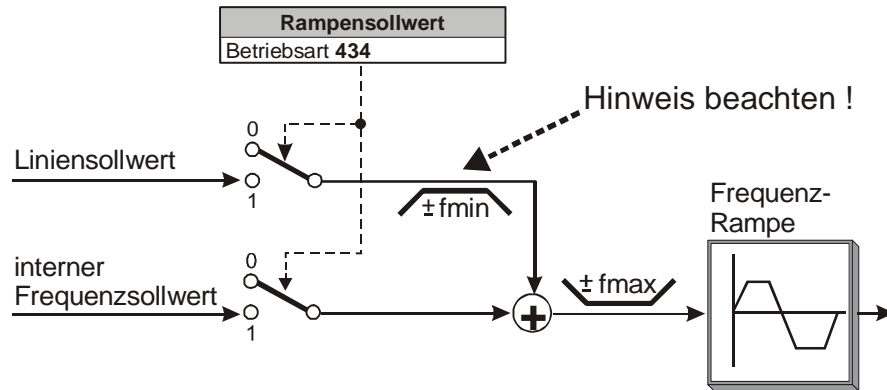 Rampensollwert
Betriebsart 434
Hinweis beachten !
0
Liniensollwert
1
± fmin
Frequenz-
Rampe
0
interner
Frequenzsollwert
1
+
± fmax